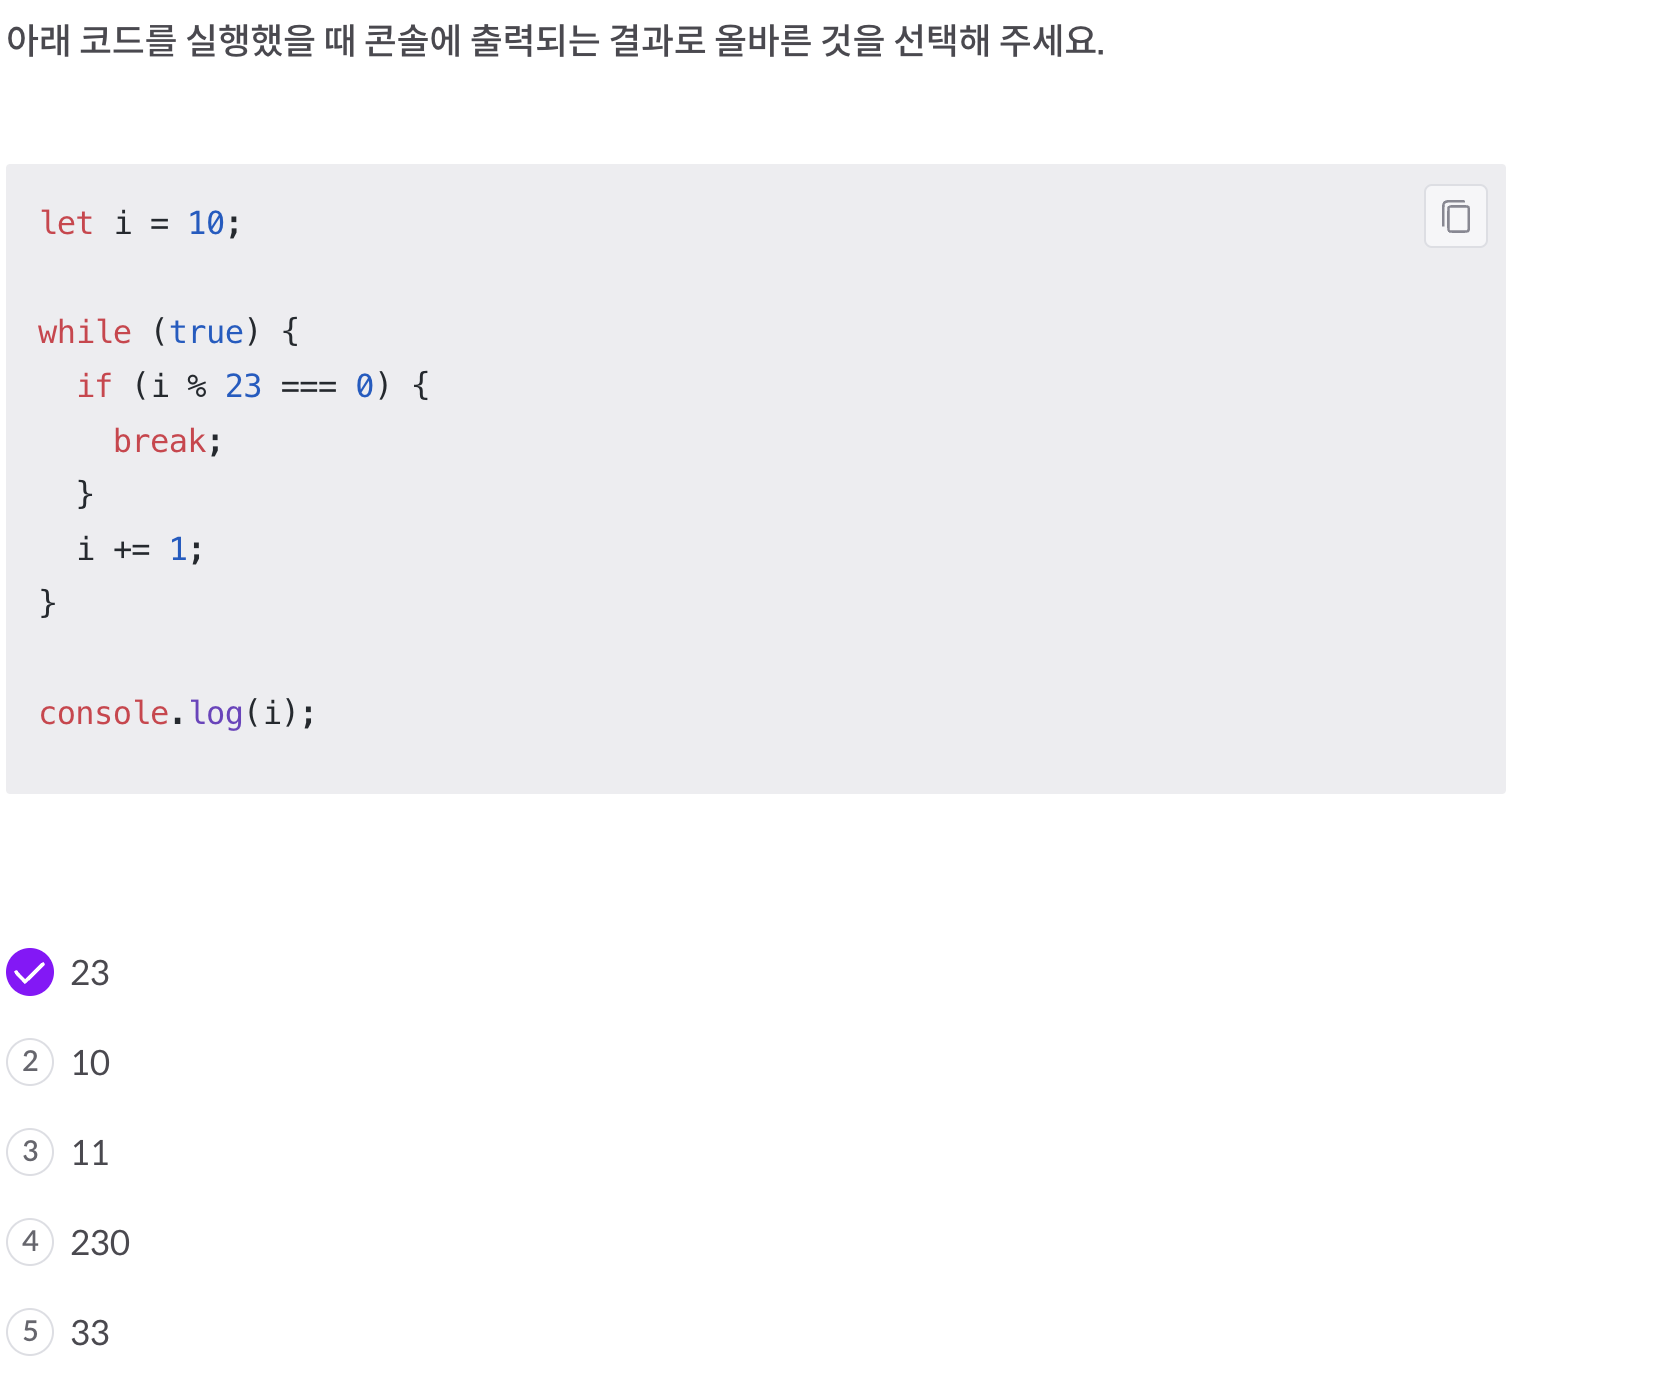 아래 코드를 실행했을 때 콘솔에 출력되는 결과로 올바른 것을 선택해 주세요.
let i = 10;
while (true) {
  if (i % 23 === 0) {
    break;
  }
  i += 1;
}
console.log(i);
23
2 10
3 11
4 230
5 33